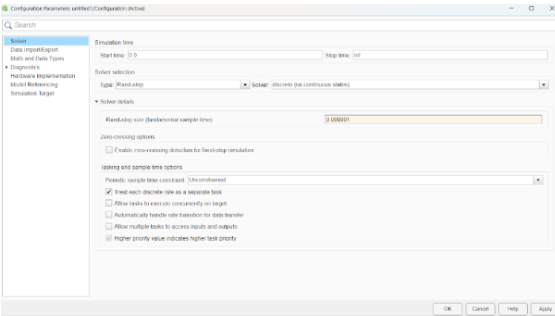 Configuration Parameters: untitled1/Configuration (Active)
Search
Solver
Data Import/Export
Math and Data Types
Diagnostics
Hardware Implementation
Model Referencing
Simulation Target
Simulation time
Start time: 0.0 Stop time: inf
Solver selection
Type: Fixed-step Solver: discrete (no continuous states)
Solver details
Fixed-step size (fundamental sample time): 0.000001
Zero-crossing options
Enable zero-crossing detection for fixed-step simulation
Tasking and sample time options
Periodic sample time constraint: Unconstrained
Treat each discrete rate as a separate task
Allow tasks to execute concurrently on target
Automatically handle rate transition for data transfer
Allow multiple tasks to access inputs and outputs
Higher priority value indicates higher task priority
OK Cancel Help Apply